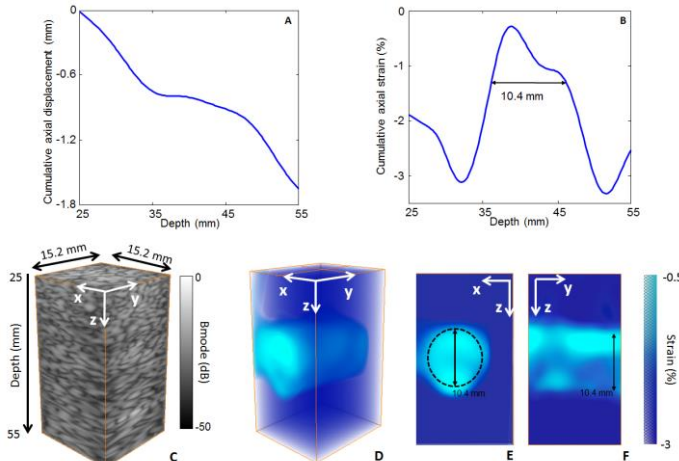 A
Cumulative axial displacement (mm)
0
-0.6
-1.2
-1.8
25
35
45
55
Depth (mm)
B
Cumulative axial strain (%)
0
-1
-2
-3
10.4 mm
25
35
45
55
Depth (mm)
15.2 mm
15.2 mm
25
Depth (mm)
55
x
y
z
0
Bmode (dB)
-50
C
x
y
z
D
x
z
10.4 mm
E
y
z
10.4 mm
F
-0.5
Strain (%)
-3